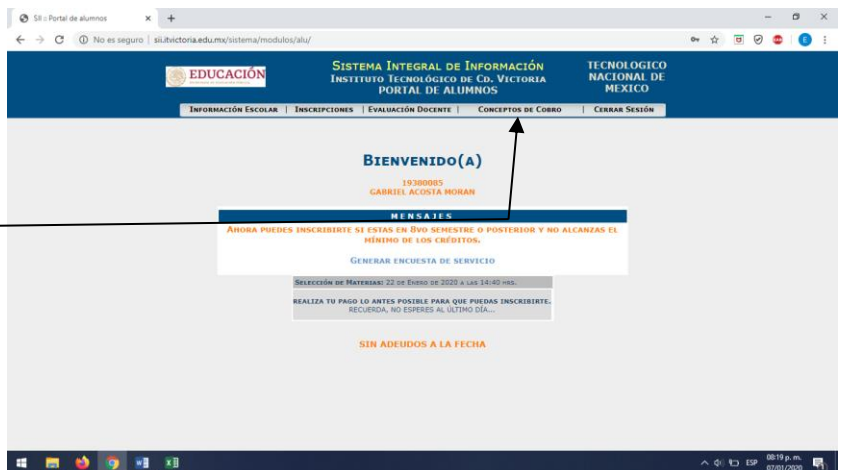 SII :: Portal de alumnos
No es seguro | sii.itvictoria.edu.mx/sistema/modulos/alu/
E
EDUCACIÓN
SISTEMA INTEGRAL DE INFORMACIÓN
INSTITUTO TECNOLÓGICO DE CD. VICTORIA
PORTAL DE ALUMNOS
TECNOLOGICO
NACIONAL DE
MEXICO
INFORMACIÓN ESCOLAR | INSCRIPCIONES | EVALUACIÓN DOCENTE | CONCEPTOS DE COBRO | CERRAR SESIÓN
BIENVENIDO(A)
19380085
GABRIEL ACOSTA MORAN
MENSAJES
AHORA PUEDES INSCRIBIRTE SI ESTAS EN 8VO SEMESTRE O POSTERIOR Y NO ALCANZAS EL
MÍNIMO DE LOS CRÉDITOS.
GENERAR ENCUESTA DE SERVICIO
SELECCIÓN DE MATERIAS: 22 DE ENERO DE 2020 A LAS 14:40 HRS.
REALIZA TU PAGO LO ANTES POSIBLE PARA QUE PUEDAS INSCRIBIRTE.
RECUERDA, NO ESPERES AL ÚLTIMO DÍA...
SIN ADEUDOS A LA FECHA
ESP
08:19 p. m.
07/01/2020